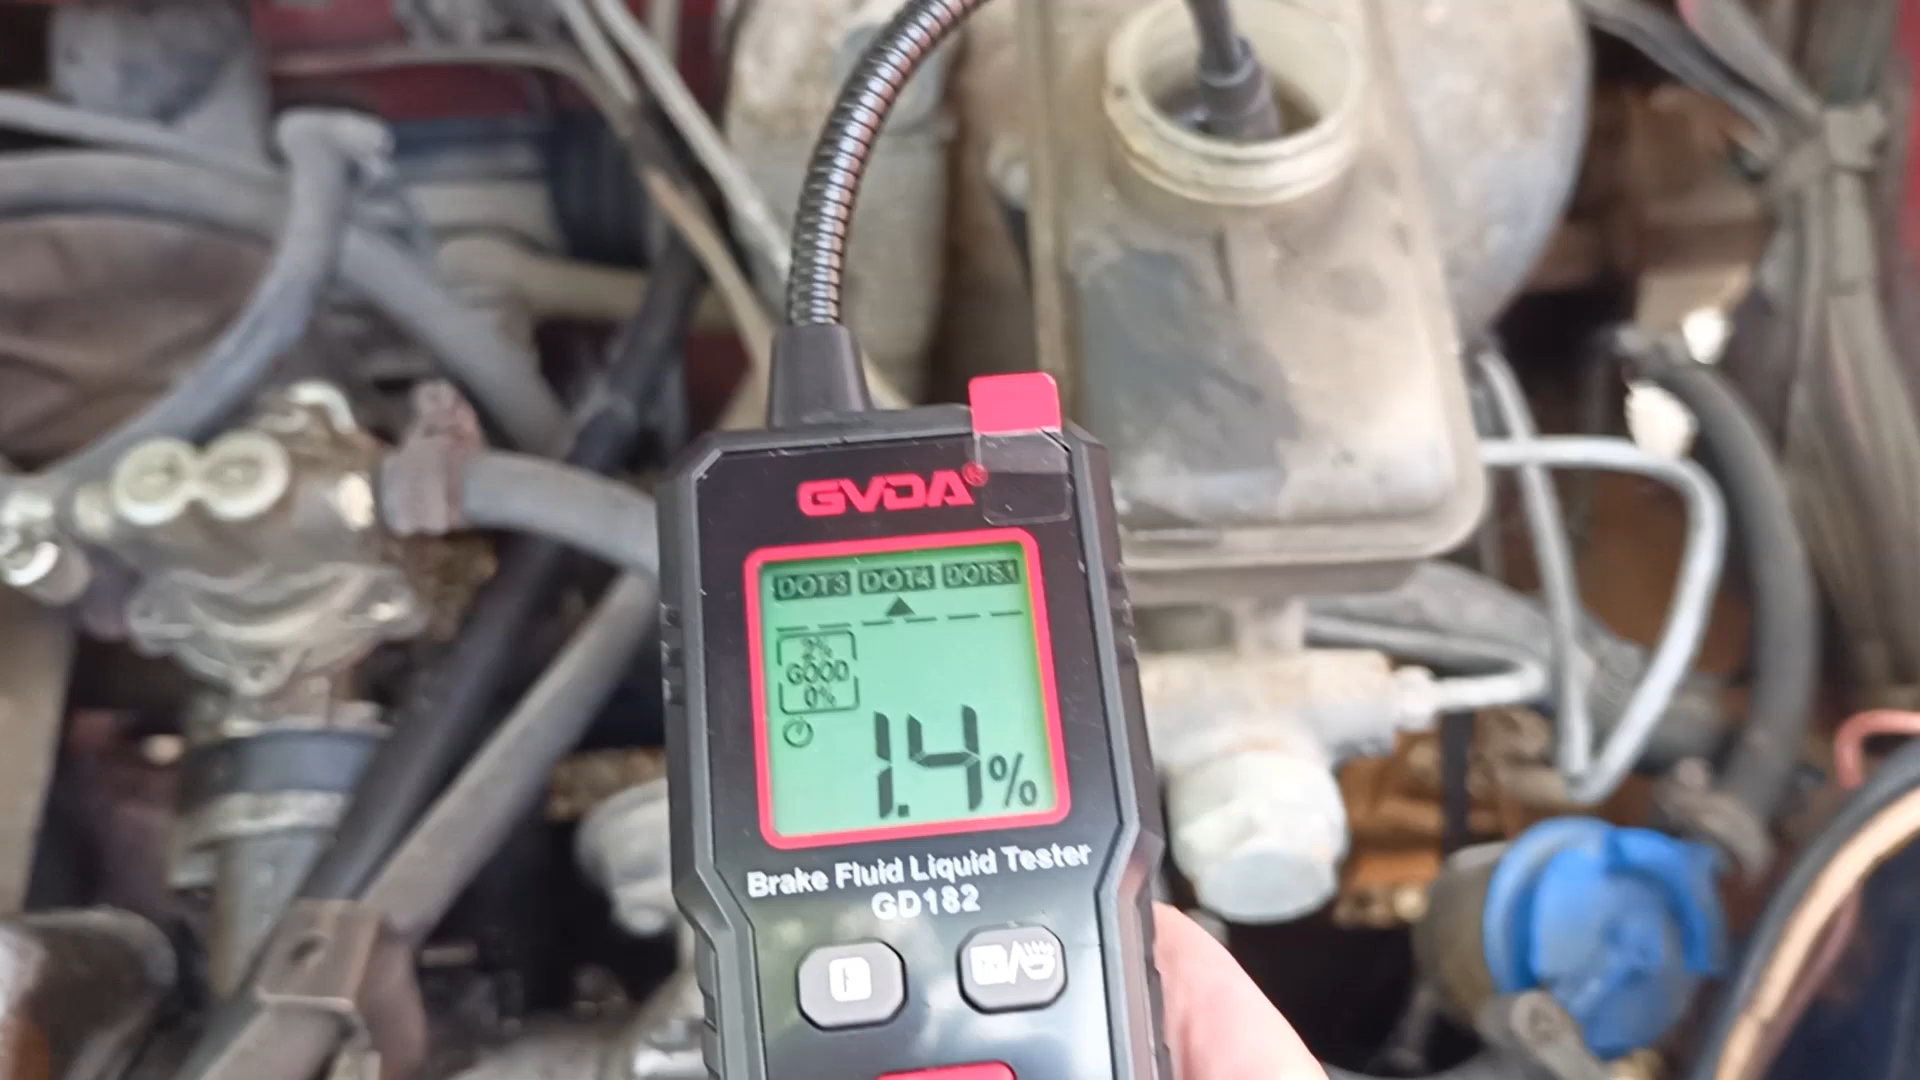 GVDA®
DOT3 DOT4 DOT5.1
2%
GOOD
0%
1.4%
Brake Fluid Liquid Tester
GD182